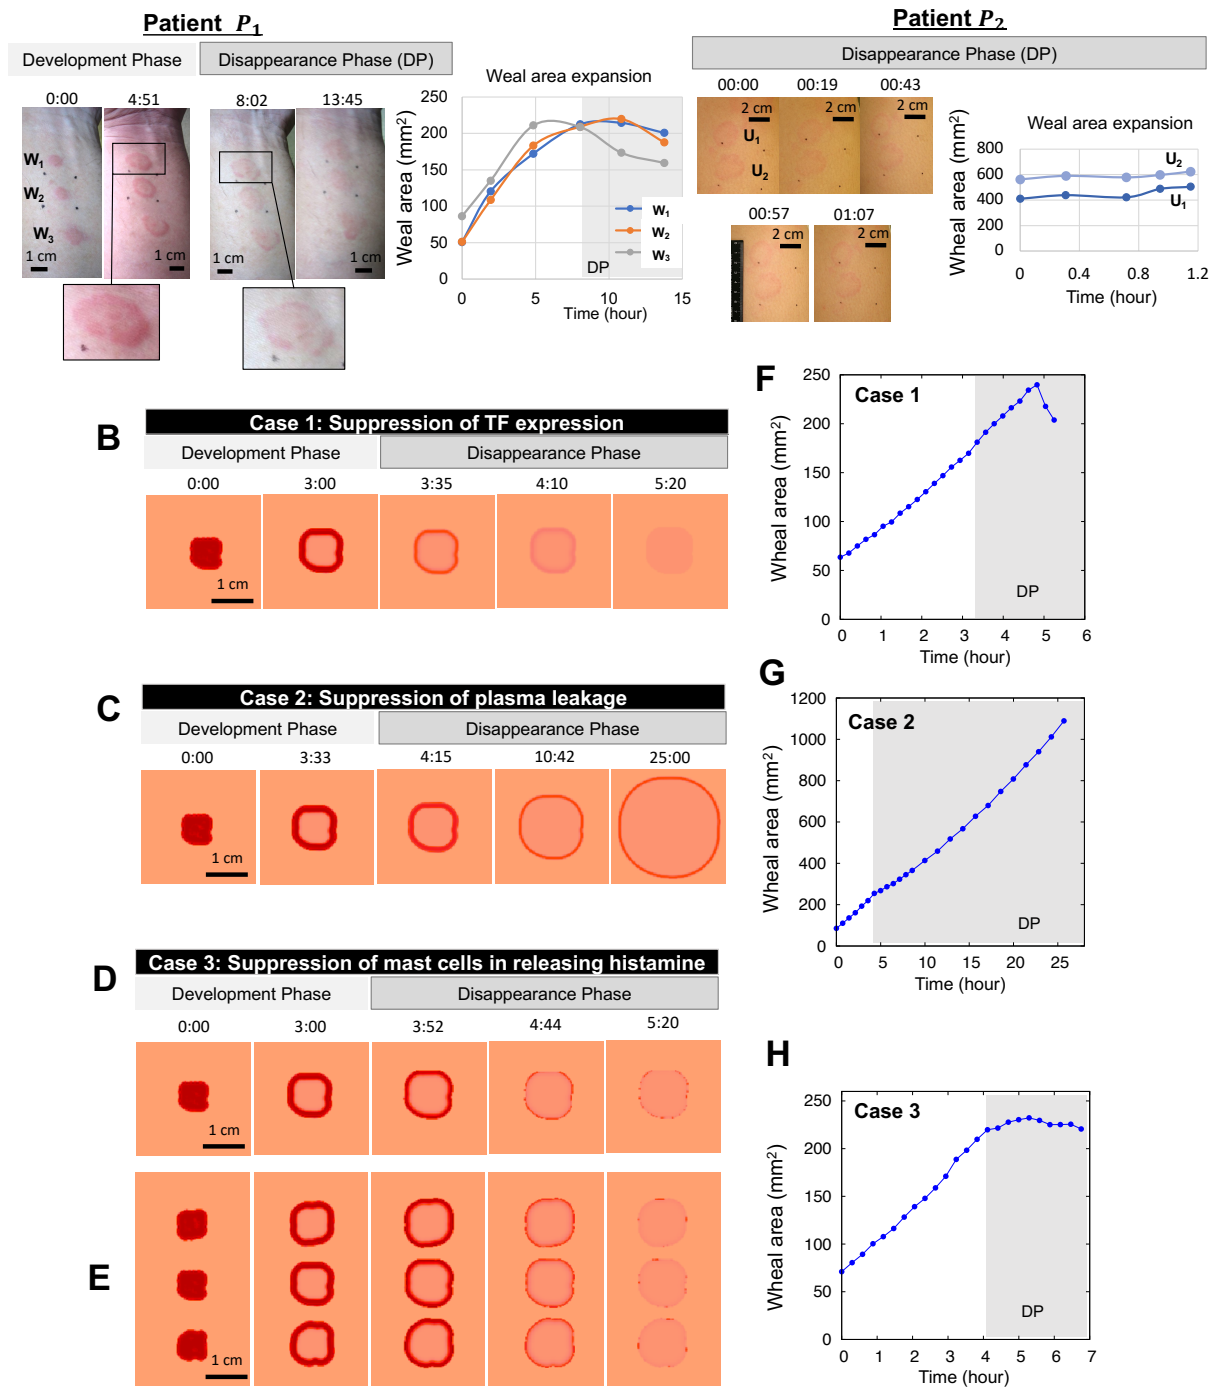 Patient P₁
Development Phase
Disappearance Phase (DP)
0:00
4:51
8:02
13:45
W₁
W₂
W₃
1 cm
1 cm
1 cm
1 cm
Weal area expansion
Weal area (mm²)
250
200
150
100
50
0
W₁
W₂
W₃
DP
0
5
10
15
Time (hour)
Patient P₂
Disappearance Phase (DP)
00:00
00:19
00:43
2 cm
2 cm
2 cm
U₁
U₂
00:57
01:07
2 cm
2 cm
Weal area expansion
Wheal area (mm²)
800
600
400
200
0
U₂
U₁
0
0.4
0.8
1.2
Time (hour)
B
Case 1: Suppression of TF expression
Development Phase
Disappearance Phase
0:00
3:00
3:35
4:10
5:20
1 cm
F
Case 1
Wheal area (mm²)
250
200
150
100
50
0
DP
0 1 2 3 4 5 6
Time (hour)
C
Case 2: Suppression of plasma leakage
Development Phase
Disappearance Phase
0:00
3:33
4:15
10:42
25:00
1 cm
G
Case 2
Wheal area (mm²)
1200
1000
800
600
400
200
0
DP
0 5 10 15 20 25
Time (hour)
D
Case 3: Suppression of mast cells in releasing histamine
Development Phase
Disappearance Phase
0:00
3:00
3:52
4:44
5:20
1 cm
E
1 cm
H
Case 3
Wheal area (mm²)
250
200
150
100
50
0
DP
0 1 2 3 4 5 6 7
Time (hour)